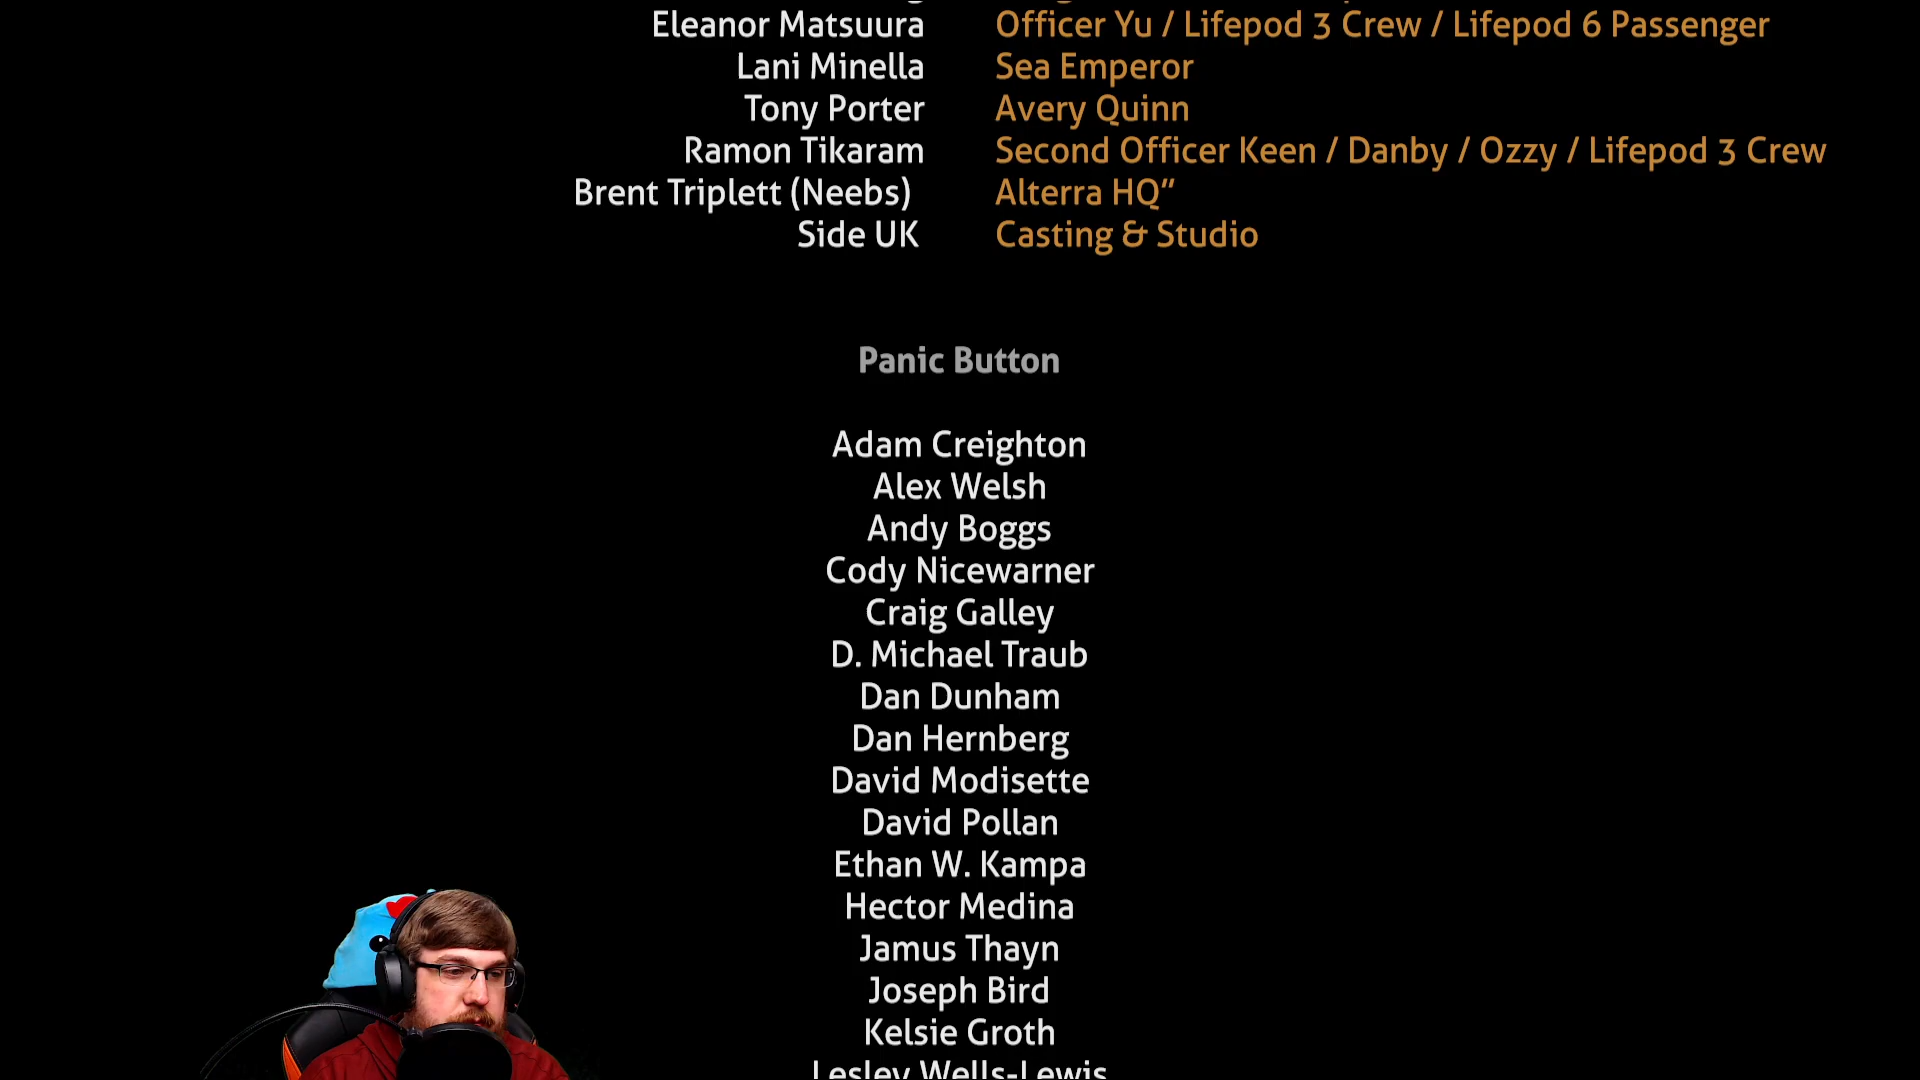 Eleanor Matsuura Officer Yu / Lifepod 3 Crew / Lifepod 6 Passenger
Lani Minella Sea Emperor
Tony Porter Avery Quinn
Ramon Tikaram Second Officer Keen / Danby / Ozzy / Lifepod 3 Crew
Brent Triplett (Neebs) Alterra HQ”
Side UK Casting & Studio
Panic Button
Adam Creighton
Alex Welsh
Andy Boggs
Cody Nicewarner
Craig Galley
D. Michael Traub
Dan Dunham
Dan Hernberg
David Modisette
David Pollan
Ethan W. Kampa
Hector Medina
Jamus Thayn
Joseph Bird
Kelsie Groth
Lesley Wells-Lewis